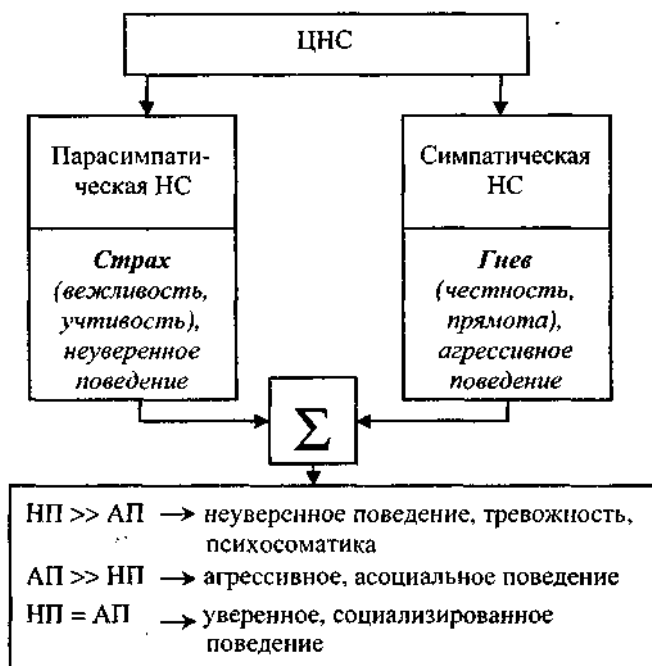 ЦНС
Парасимпати-
ческая НС
Симпатическая
НС
Страх
(вежливость,
учтивость),
неуверенное
поведение
Гнев
(честность,
прямота),
агрессивное
поведение
Σ
НП >> АП → неуверенное поведение, тревожность,
психосоматика
АП >> НП → агрессивное, асоциальное поведение
НП = АП → уверенное, социализированное
поведение